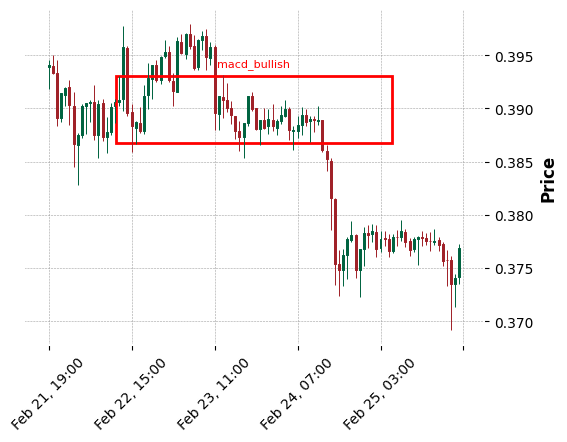 macd_bullish
0.395
0.390
0.385
0.380
0.375
0.370
Price
Feb 21, 19:00
Feb 22, 15:00
Feb 23, 11:00
Feb 24, 07:00
Feb 25, 03:00